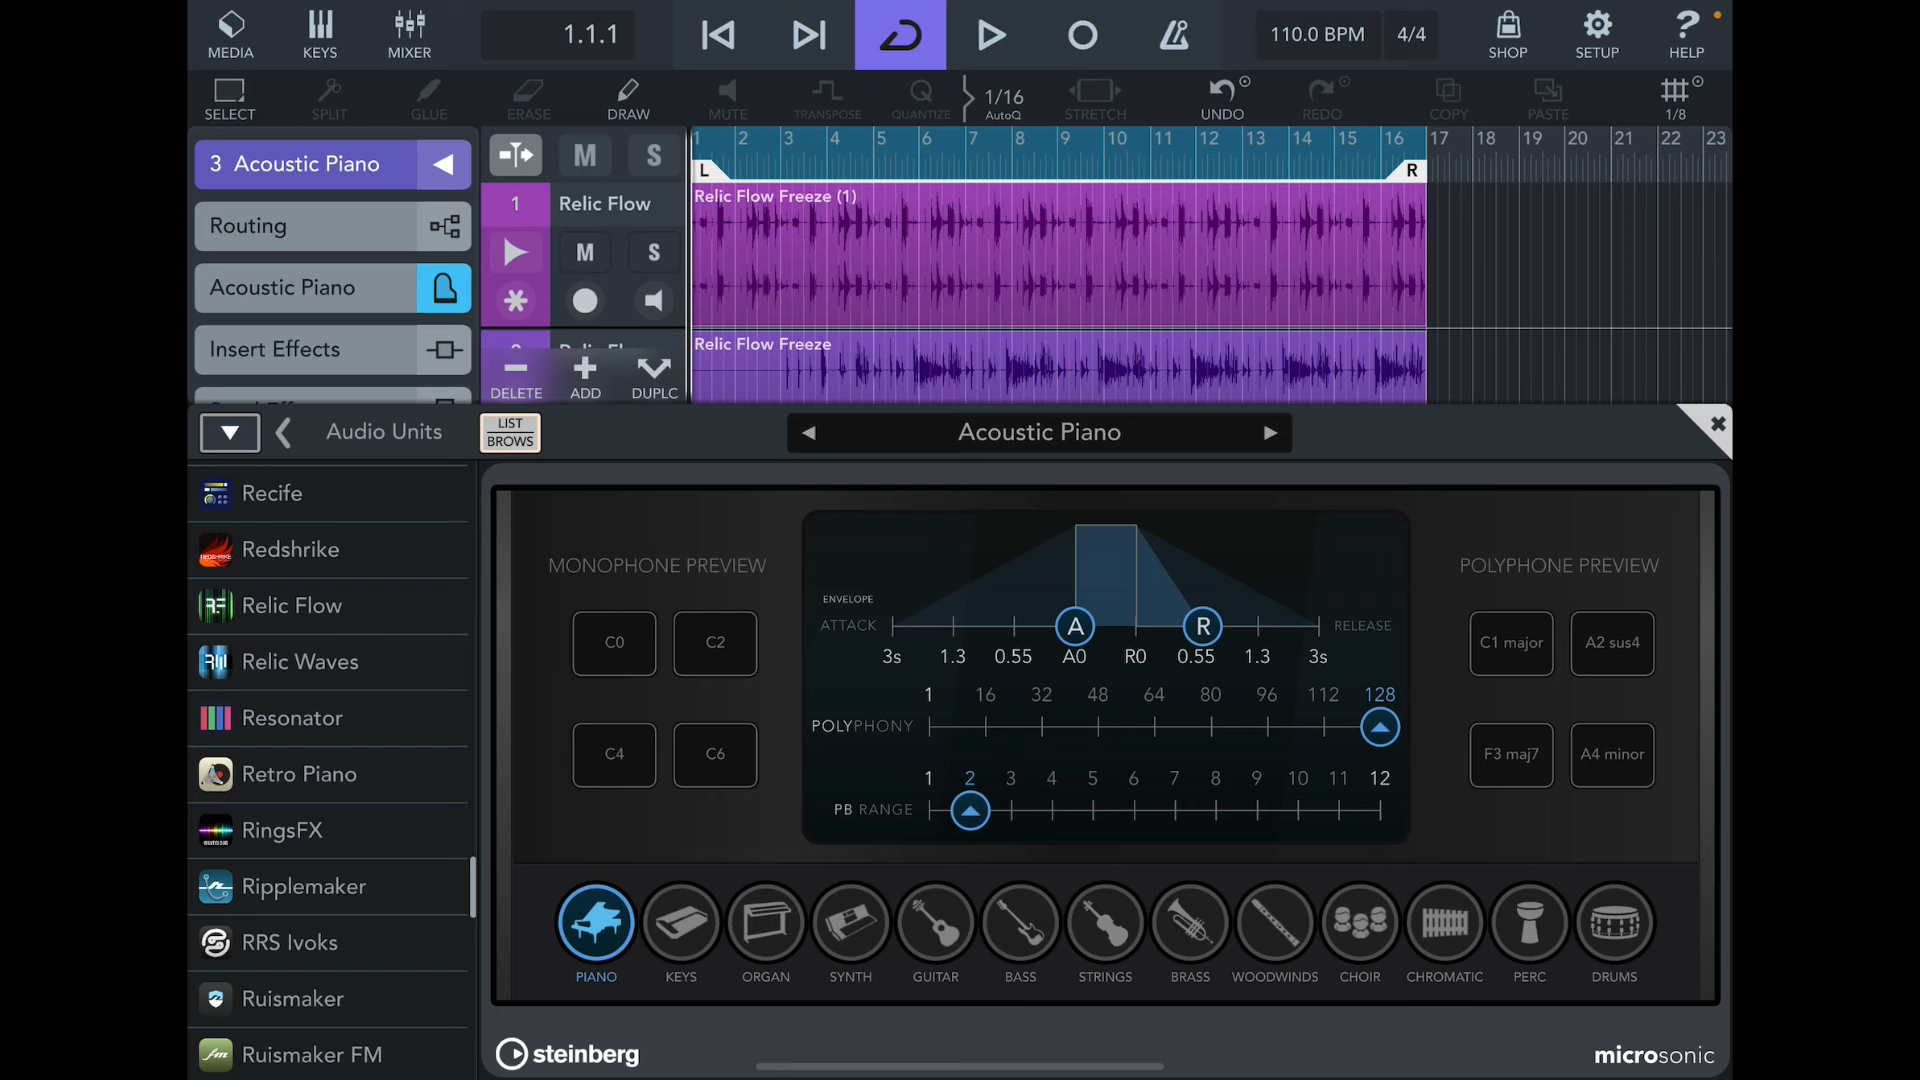 MEDIA
KEYS
MIXER
1.1.1
110.0 BPM
4/4
SHOP
SETUP
HELP
SELECT
SPLIT
GLUE
ERASE
DRAW
MUTE
TRANSPOSE
QUANTIZE
1/16
AutoQ
STRETCH
UNDO
REDO
COPY
PASTE
1/8
3 Acoustic Piano
M
S
1 2 3 4 5 6 7 8 9 10 11 12 13 14 15 16 17 18 19 20 21 22 23
L
R
Routing
1
Relic Flow
Relic Flow Freeze (1)
M
S
Acoustic Piano
Insert Effects
Relic Flow Freeze
DELETE
ADD
DUPLC
Audio Units
LIST
BROWS
Acoustic Piano
Recife
Redshrike
Relic Flow
Relic Waves
Resonator
Retro Piano
RingsFX
Ripplemaker
RRS Ivoks
Ruismaker
Ruismaker FM
MONOPHONE PREVIEW
C0
C2
C4
C6
ENVELOPE
ATTACK
A
R
RELEASE
3s 1.3 0.55 A0 R0 0.55 1.3 3s
1 16 32 48 64 80 96 112 128
POLYPHONY
1 2 3 4 5 6 7 8 9 10 11 12
PB RANGE
POLYPHONE PREVIEW
C1 major
A2 sus4
F3 maj7
A4 minor
PIANO
KEYS
ORGAN
SYNTH
GUITAR
BASS
STRINGS
BRASS
WOODWINDS
CHOIR
CHROMATIC
PERC
DRUMS
steinberg
microsonic